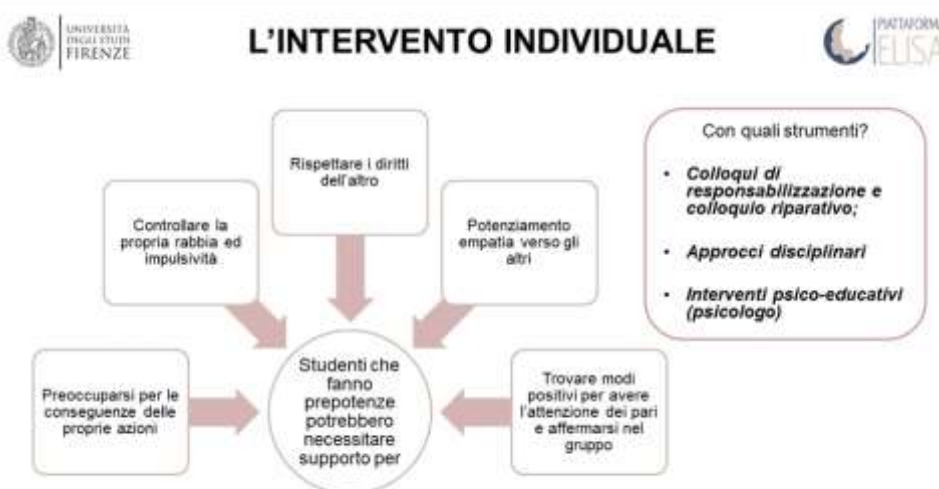 UNIVERSITÀ
DEGLI STUDI
FIRENZE
L'INTERVENTO INDIVIDUALE
PIATTAFORMA
ELISA
Rispettare i diritti
dell'altro
Controllare la
propria rabbia ed
impulsività
Potenziamento
empatia verso gli
altri
Preoccuparsi per le
conseguenze delle
proprie azioni
Studenti che
fanno
prepotenze
potrebbero
necessitare
supporto per
Trovare modi
positivi per avere
l'attenzione dei pari
e affermarsi nel
gruppo
Con quali strumenti?
• Colloqui di
responsabilizzazione e
colloquio riparativo;
• Approcci disciplinari
• Interventi psico-educativi
(psicologo)